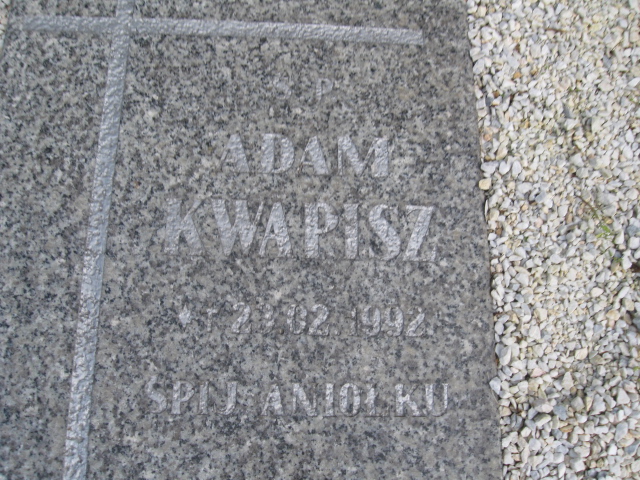 Ś P
ADAM
KWAPISZ
* † 23.02.1992
ŚPIJ ANIOŁKU